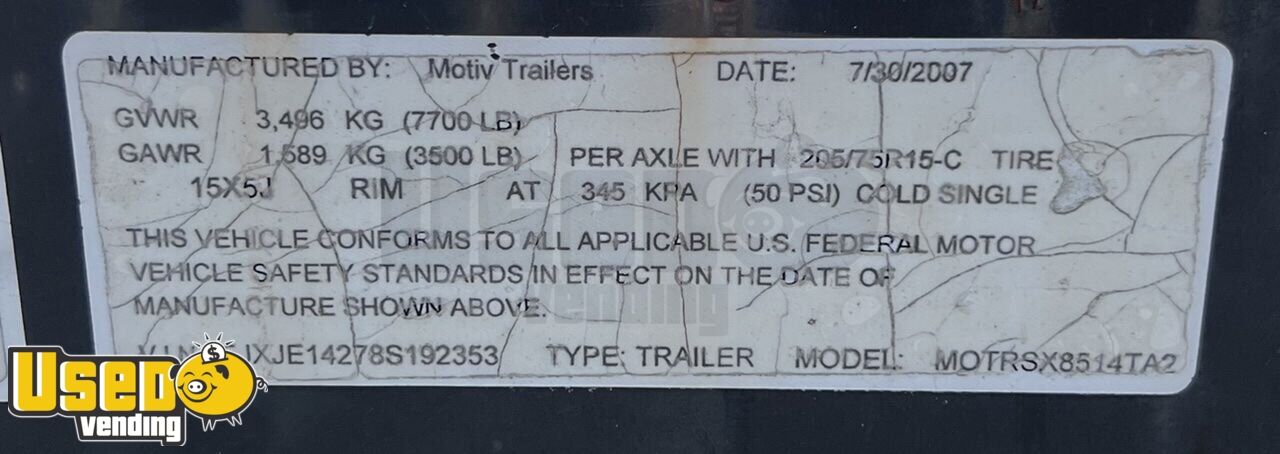 MANUFACTURED BY: Motiv Trailers DATE: 7/30/2007
GVWR 3,496 KG (7700 LB)
GAWR 1,589 KG (3500 LB) PER AXLE WITH 205/75R15-C TIRE
15X5J RIM AT 345 KPA (50 PSI) COLD SINGLE
THIS VEHICLE CONFORMS TO ALL APPLICABLE U.S. FEDERAL MOTOR
VEHICLE SAFETY STANDARDS IN EFFECT ON THE DATE OF
MANUFACTURE SHOWN ABOVE.
TYPE: TRAILER MODEL: MOTRSX8514TA2
USED
vending